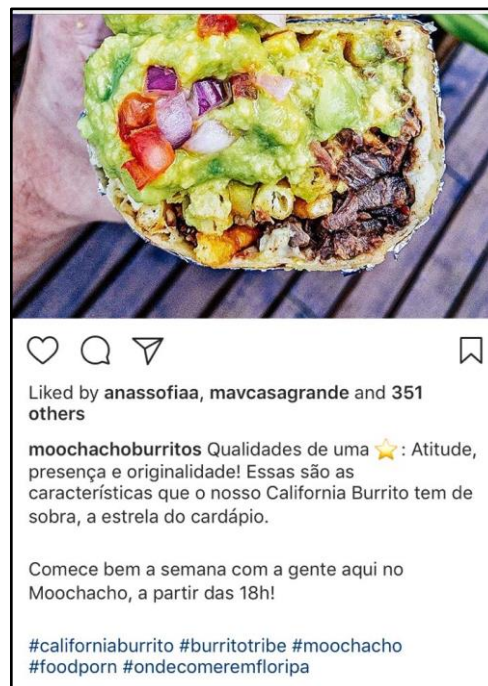 Liked by anassofiaa, mavcasagrande and 351
others
moochachoburritos Qualidades de uma ⭐: Atitude,
presença e originalidade! Essas são as
características que o nosso California Burrito tem de
sobra, a estrela do cardápio.
Comece bem a semana com a gente aqui no
Moochacho, a partir das 18h!
#californiaburrito #burritotribe #moochacho
#foodporn #ondecomeremfloripa